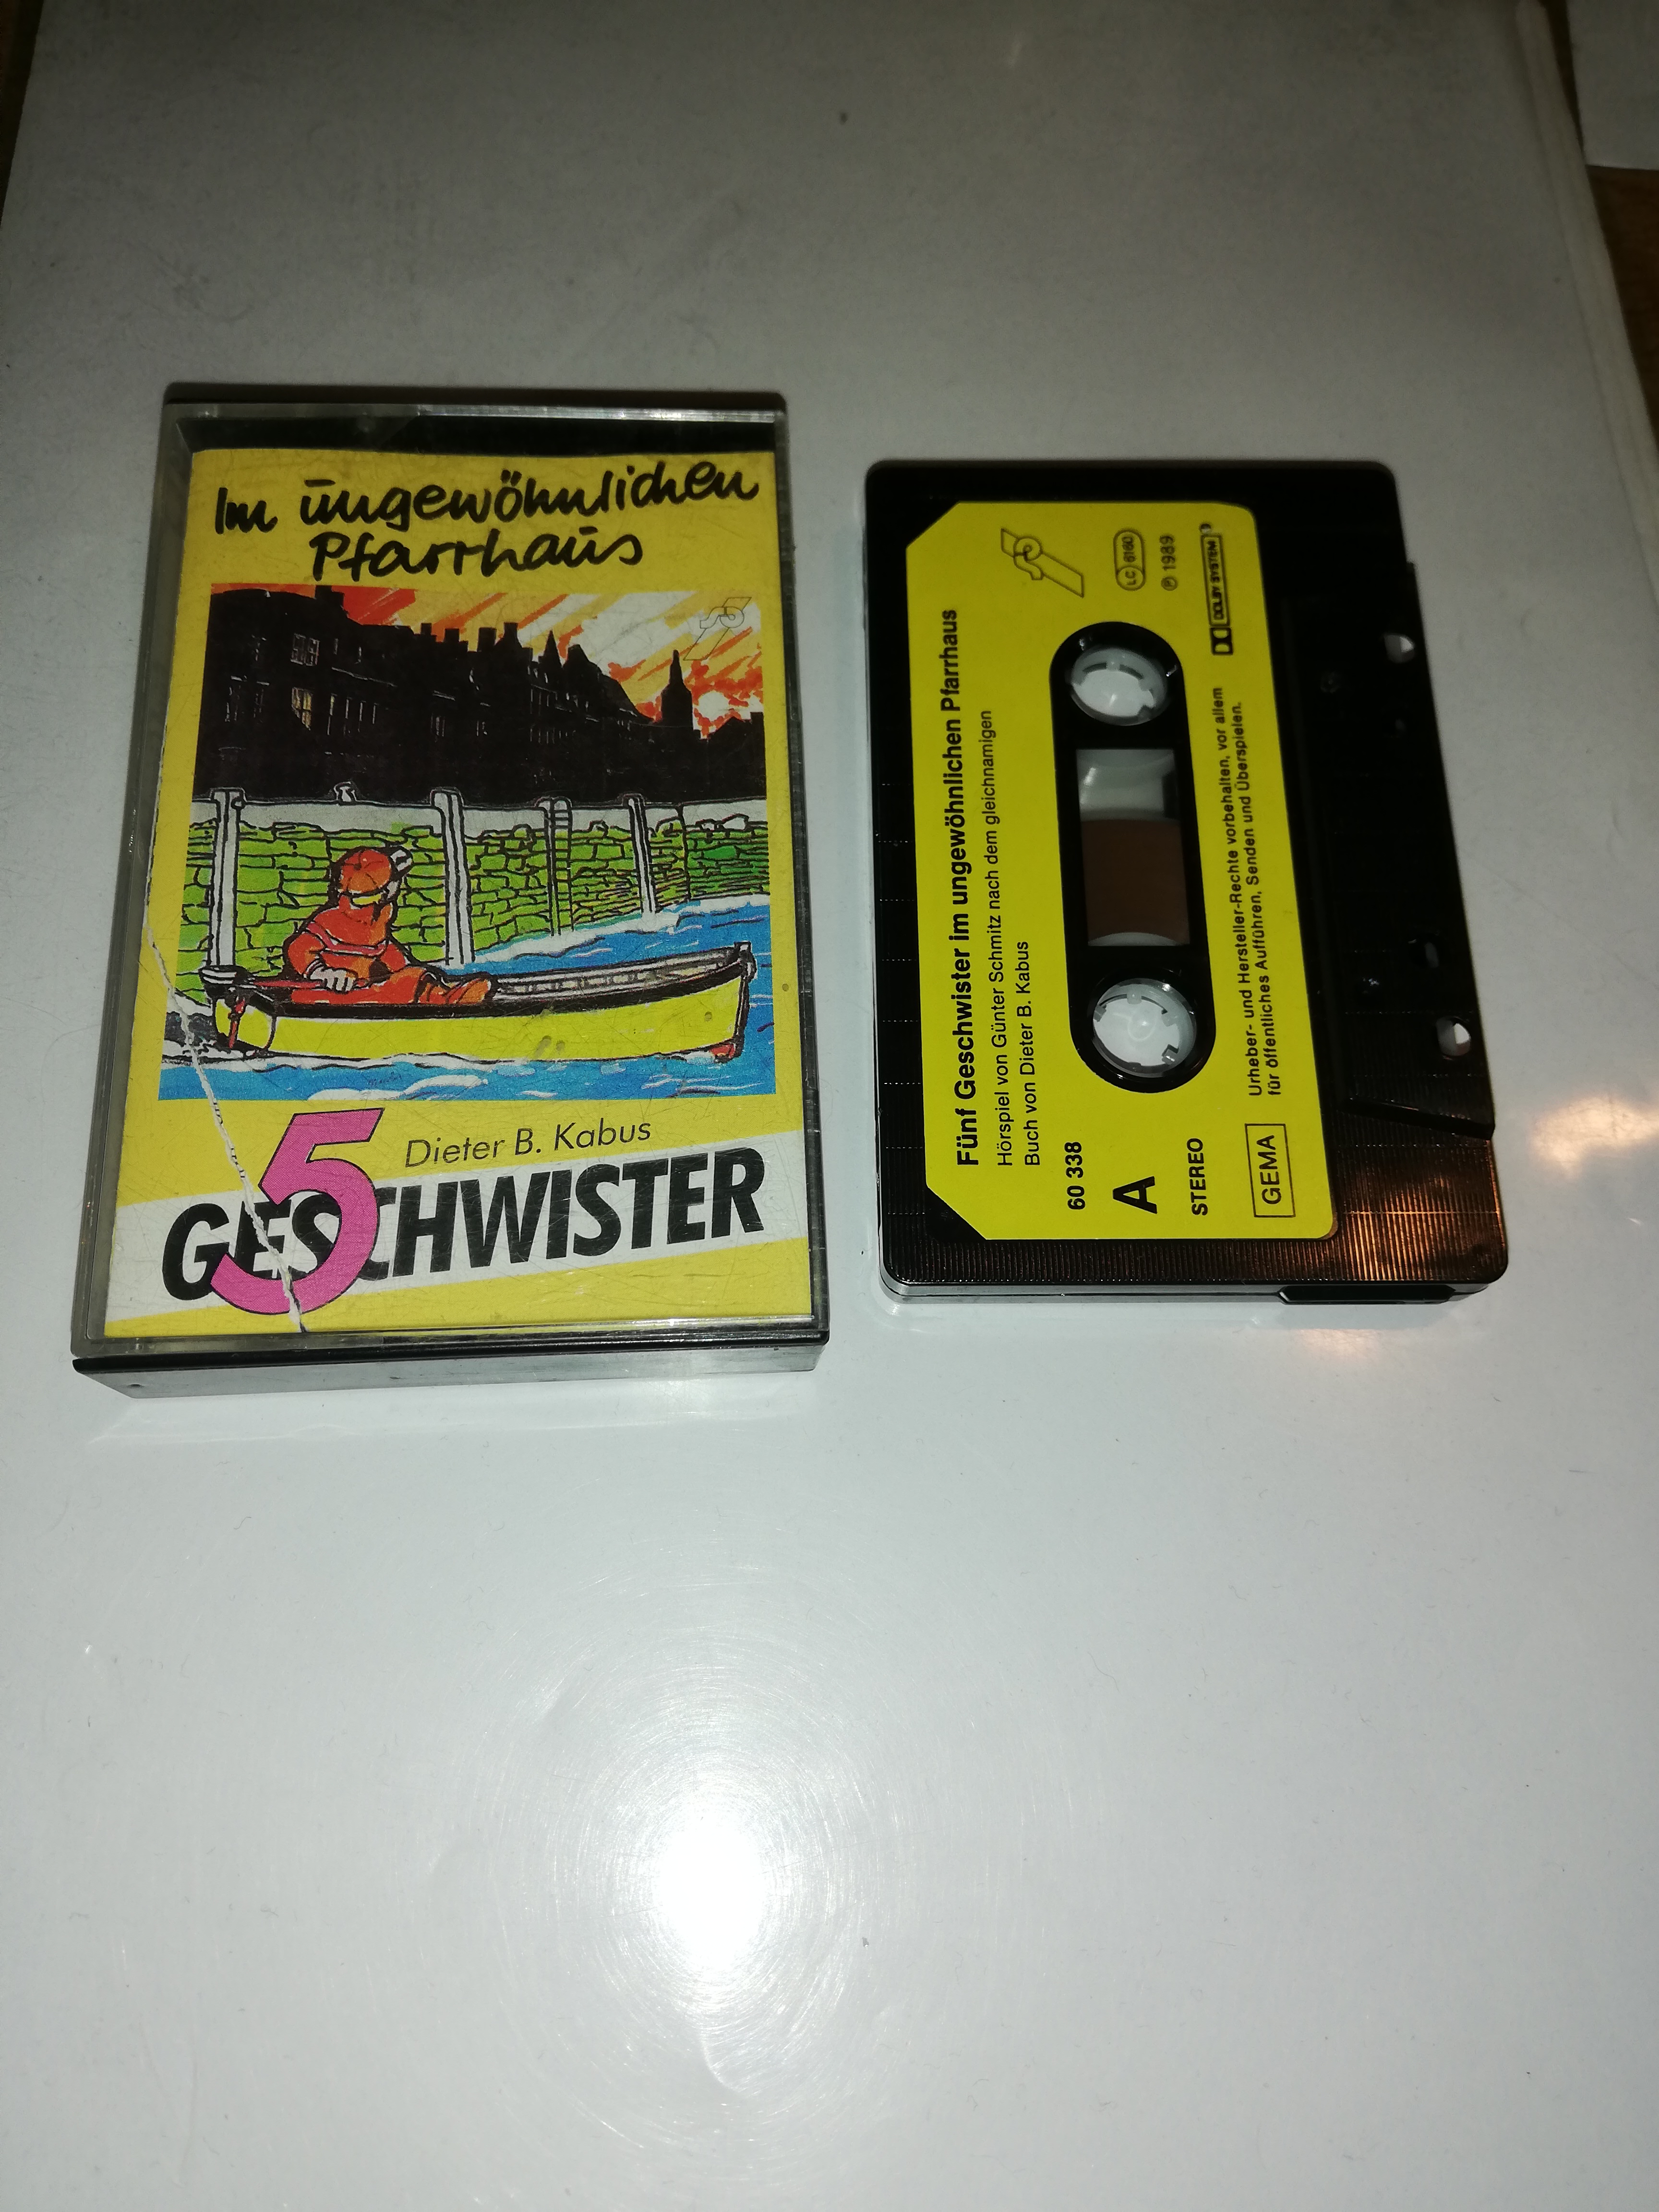 Im ungewöhnlichen
Pfarrhaus
5
Dieter B. Kabus
GESCHWISTER
Fünf Geschwister im ungewöhnlichen Pfarrhaus
Hörspiel von Günter Schmitz nach dem gleichnamigen
Buch von Dieter B. Kabus
60 338
A
STEREO
GEMA
LC 6160
℗ 1989
DOLBY SYSTEM
Urheber- und Hersteller-Rechte vorbehalten, vor allem
für öffentliches Aufführen, Senden und Überspielen.